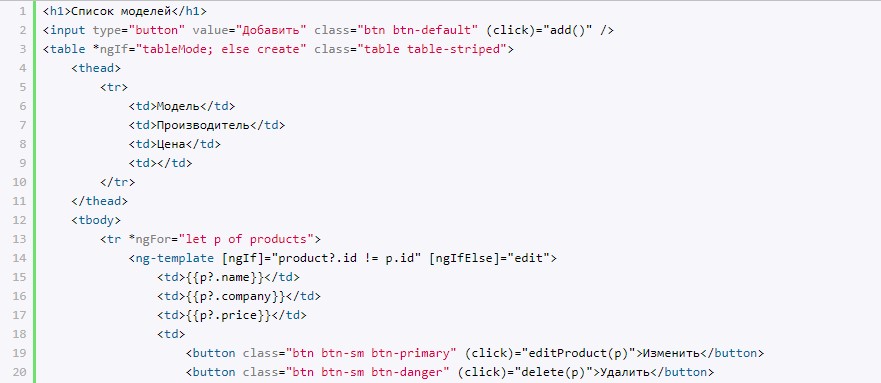 1 <h1>Список моделей</h1>
2 <input type="button" value="Добавить" class="btn btn-default" (click)="add()" />
3 <table *ngIf="tableMode; else create" class="table table-striped">
4 <thead>
5 <tr>
6 <td>Модель</td>
7 <td>Производитель</td>
8 <td>Цена</td>
9 <td></td>
10 </tr>
11 </thead>
12 <tbody>
13 <tr *ngFor="let p of products">
14 <ng-template [ngIf]="product?.id != p.id" [ngIfElse]="edit">
15 <td>{{p?.name}}</td>
16 <td>{{p?.company}}</td>
17 <td>{{p?.price}}</td>
18 <td>
19 <button class="btn btn-sm btn-primary" (click)="editProduct(p)">Изменить</button>
20 <button class="btn btn-sm btn-danger" (click)="delete(p)">Удалить</button>